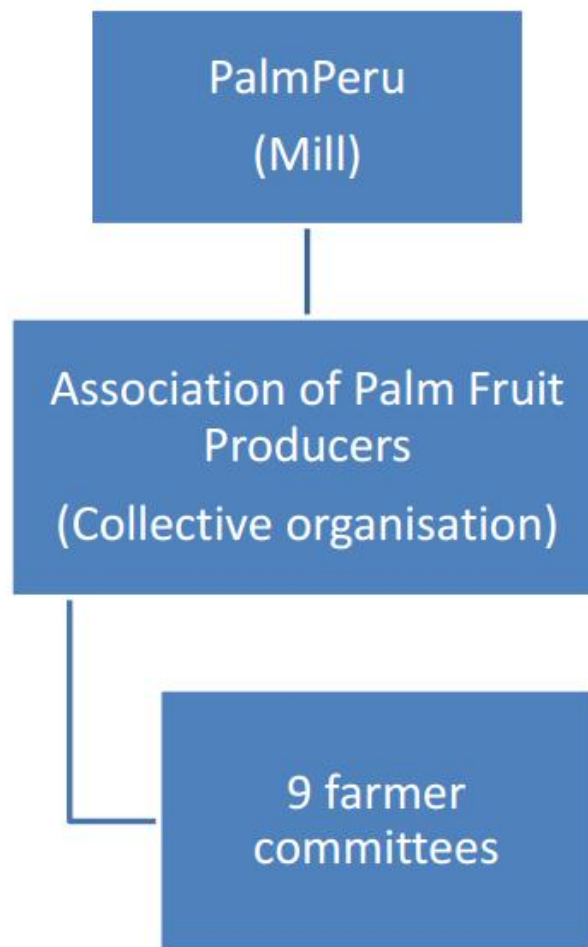 PalmPeru
(Mill)
Association of Palm Fruit
Producers
(Collective organisation)
9 farmer
committees